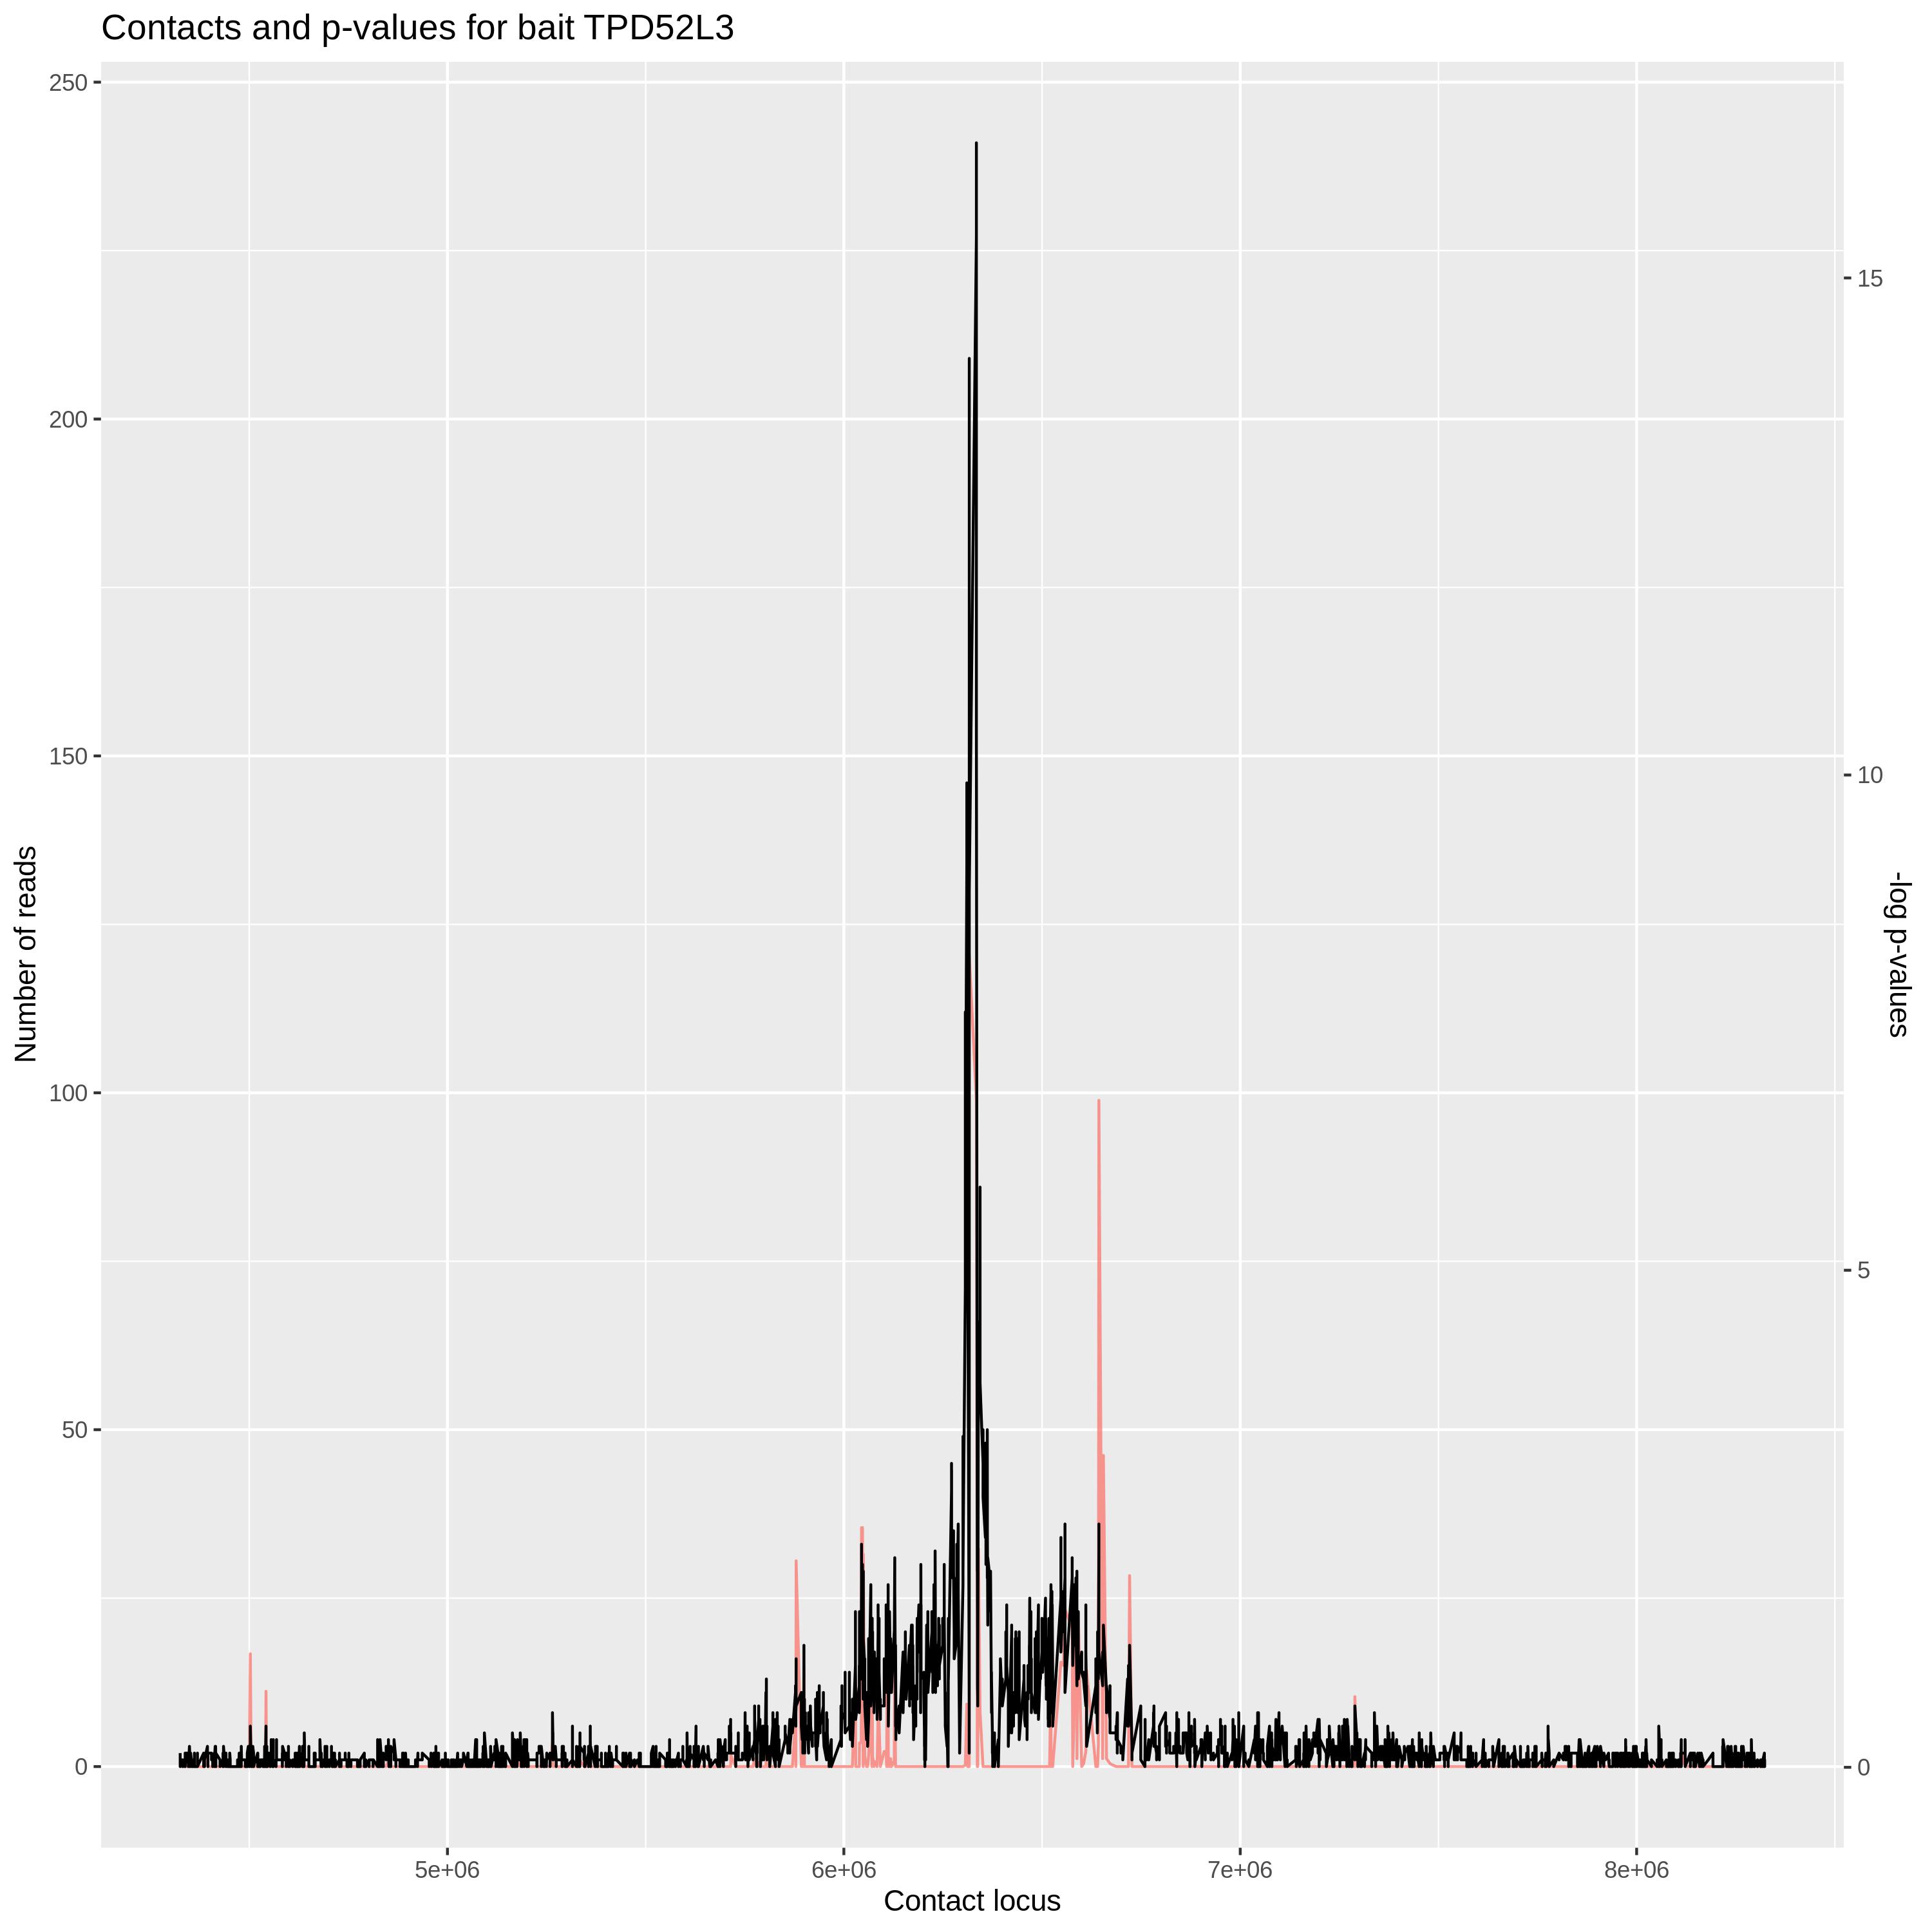 Contacts and p-values for bait TPD52L3
250
200
150
100
50
0
Number of reads
15
10
5
0
-log p-values
5e+06
6e+06
7e+06
8e+06
Contact locus